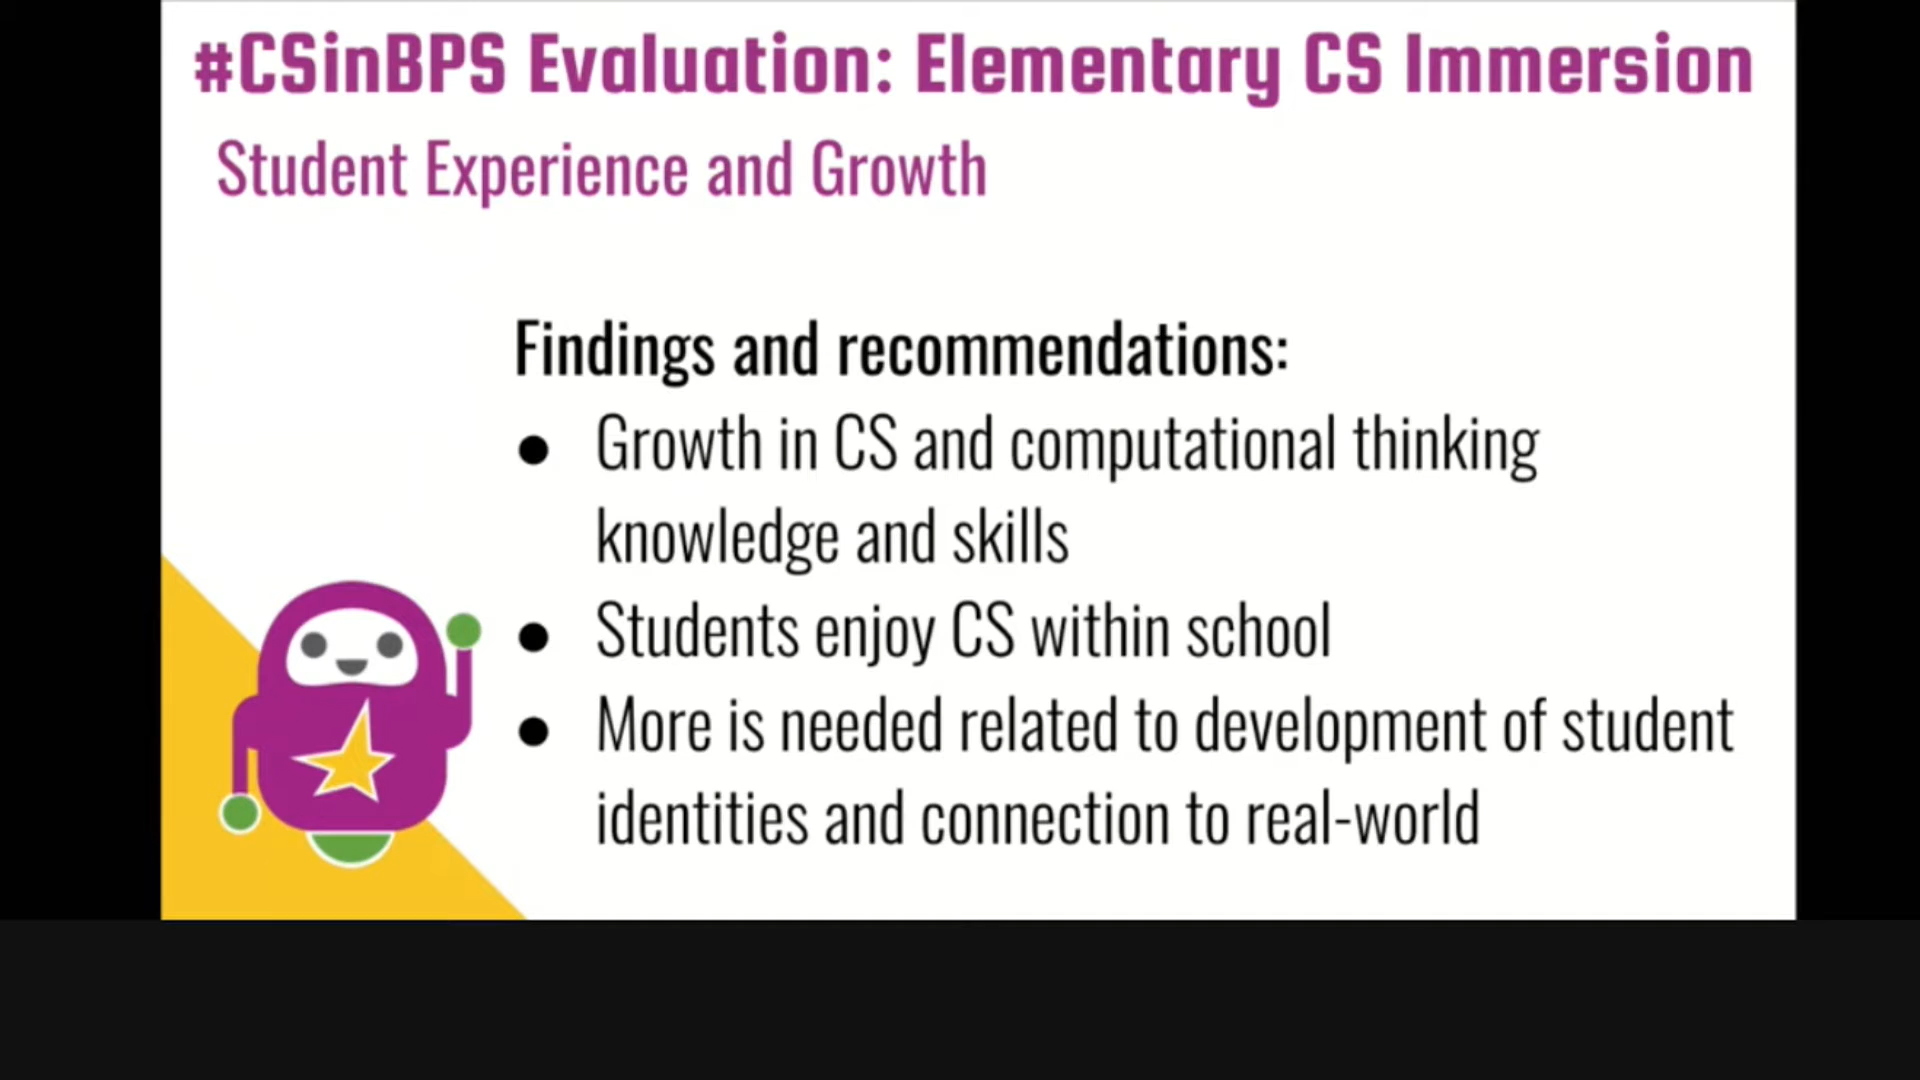 #CSinBPS Evaluation: Elementary CS Immersion
Student Experience and Growth
Findings and recommendations:
● Growth in CS and computational thinking
knowledge and skills
● Students enjoy CS within school
● More is needed related to development of student
identities and connection to real-world